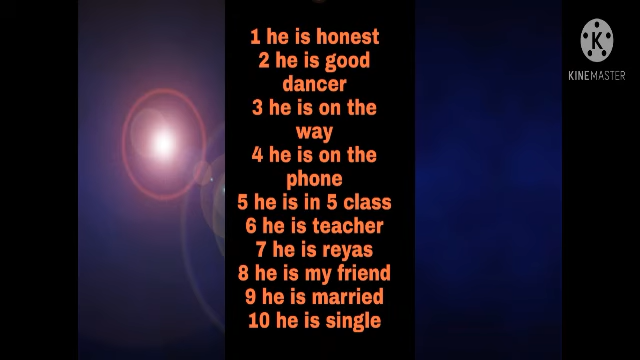 1 he is honest
2 he is good
dancer
3 he is on the
way
4 he is on the
phone
5 he is in 5 class
6 he is teacher
7 he is reyas
8 he is my friend
9 he is married
10 he is single
K
KINEMASTER